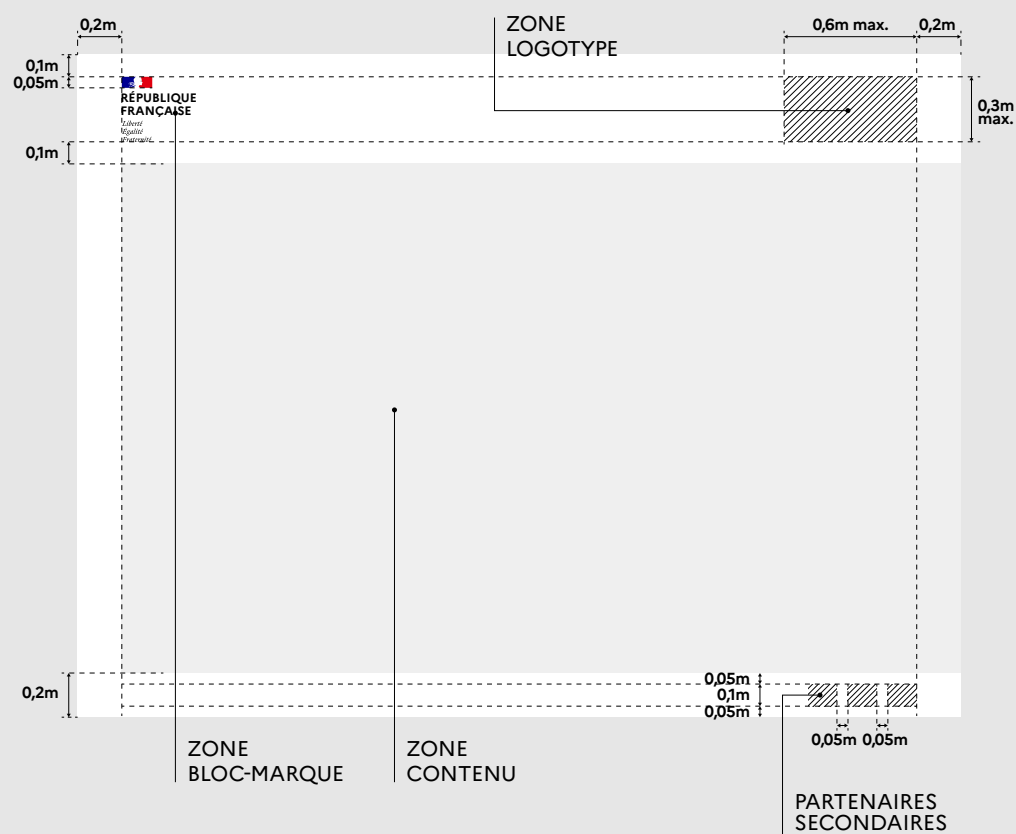 ZONE
LOGOTYPE
0,2m
0,6m max.
0,2m
0,1m
0,05m
RÉPUBLIQUE
FRANÇAISE
Liberté
Égalité
Fraternité
0,3m
max.
0,1m
0,2m
0,05m
0,1m
0,05m
0,05m 0,05m
ZONE
BLOC-MARQUE
ZONE
CONTENU
PARTENAIRES
SECONDAIRES